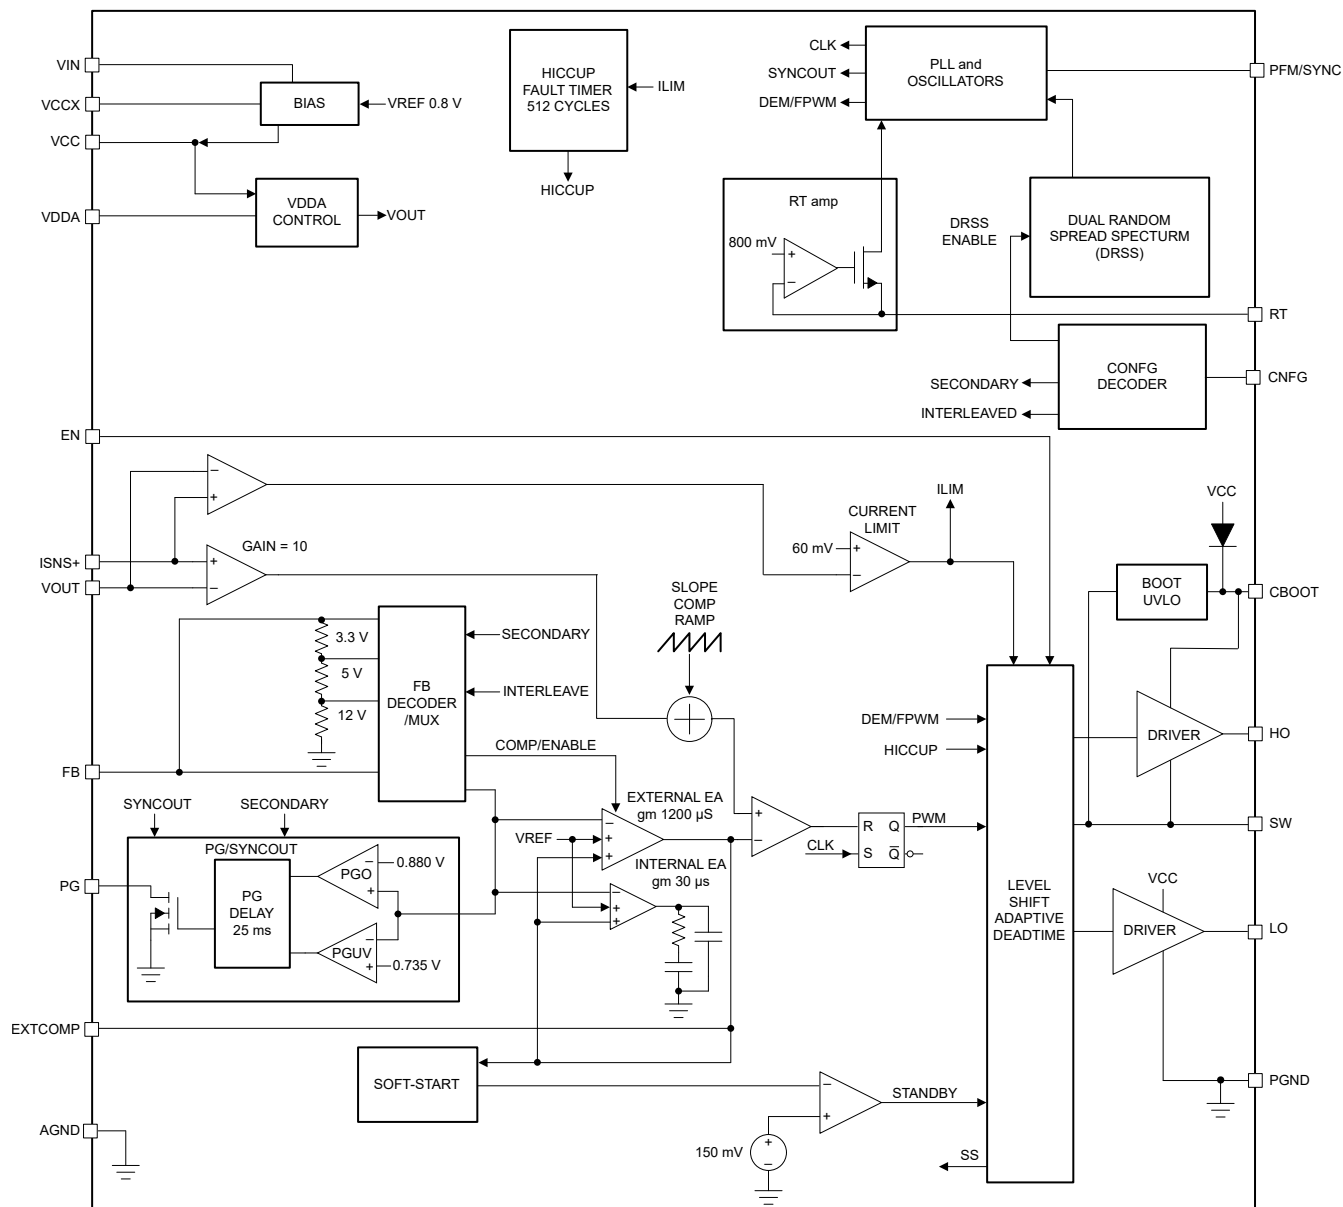 VIN
VCCX
VCC
VDDA
BIAS
VREF 0.8 V
VDDA
CONTROL
VOUT
HICCUP
FAULT TIMER
512 CYCLES
ILIM
HICCUP
CLK
SYNCOUT
DEM/FPWM
PLL and
OSCILLATORS
PFM/SYNC
RT amp
800 mV
+
−
DRSS
ENABLE
DUAL RANDOM
SPREAD SPECTURM
(DRSS)
RT
CONFG
DECODER
CNFG
SECONDARY
INTERLEAVED
EN
−
+
ISNS+
VOUT
+
−
GAIN = 10
CURRENT
LIMIT
60 mV
+
−
ILIM
VCC
BOOT
UVLO
CBOOT
SLOPE
COMP
RAMP
3.3 V
5 V
12 V
FB
DECODER
/MUX
SECONDARY
INTERLEAVE
COMP/ENABLE
FB
DEM/FPWM
HICCUP
DRIVER
HO
SYNCOUT
SECONDARY
EXTERNAL EA
gm 1200 µS
VREF
−
+
+
+
−
R
Q
S
Q
CLK
PWM
SW
PG/SYNCOUT
PG
PG
DELAY
25 ms
PGO
−
+
0.880 V
PGUV
−
+
0.735 V
INTERNAL EA
gm 30 µs
−
+
+
LEVEL
SHIFT
ADAPTIVE
DEADTIME
VCC
DRIVER
LO
EXTCOMP
SOFT-START
−
+
STANDBY
PGND
AGND
150 mV
+
−
SS